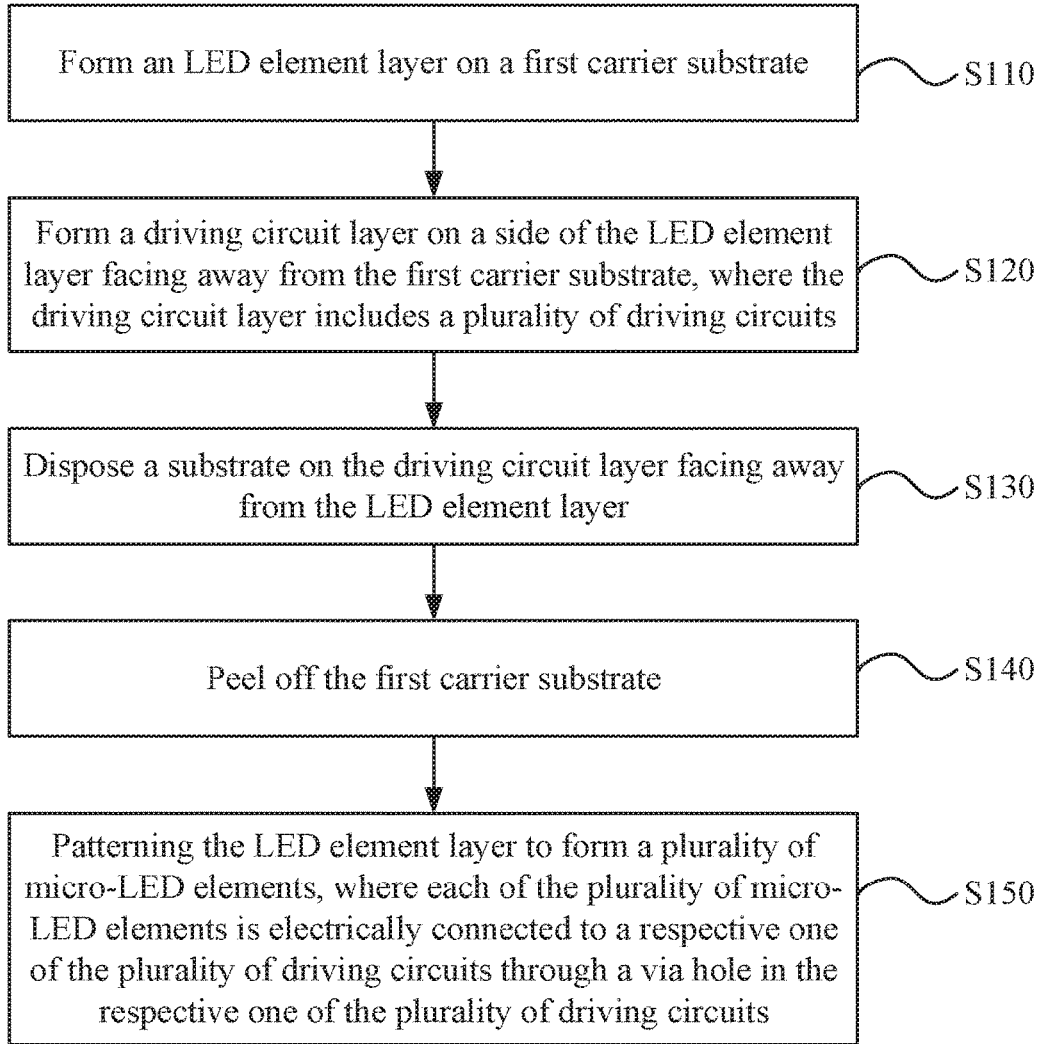 Form an LED element layer on a first carrier substrate
S110
Form a driving circuit layer on a side of the LED element
layer facing away from the first carrier substrate, where the
driving circuit layer includes a plurality of driving circuits
S120
Dispose a substrate on the driving circuit layer facing away
from the LED element layer
S130
Peel off the first carrier substrate
S140
Patterning the LED element layer to form a plurality of
micro-LED elements, where each of the plurality of micro-
LED elements is electrically connected to a respective one
of the plurality of driving circuits through a via hole in the
respective one of the plurality of driving circuits
S150